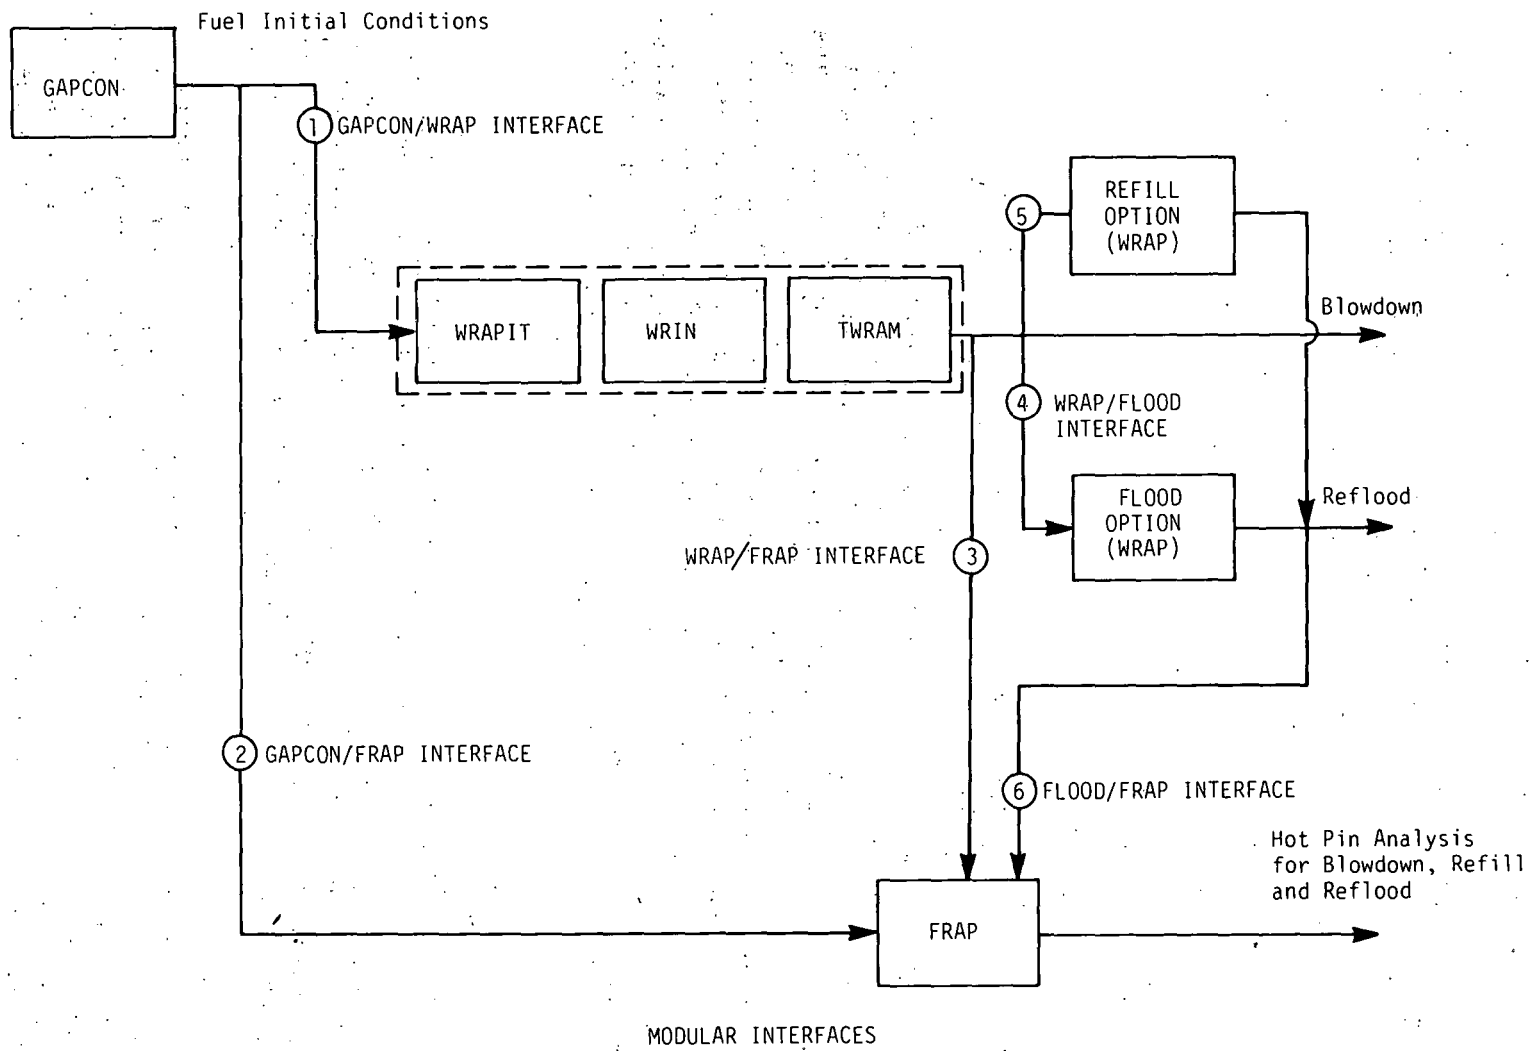 Fuel Initial Conditions
GAPCON
1 GAPCON/WRAP INTERFACE
5
REFILL
OPTION
(WRAP)
Blowdown
WRAPIT
WRIN
TWRAM
4 WRAP/FLOOD
INTERFACE
FLOOD
OPTION
(WRAP)
Reflood
WRAP/FRAP INTERFACE 3
2 GAPCON/FRAP INTERFACE
6 FLOOD/FRAP INTERFACE
Hot Pin Analysis
for Blowdown, Refill
and Reflood
FRAP
MODULAR INTERFACES